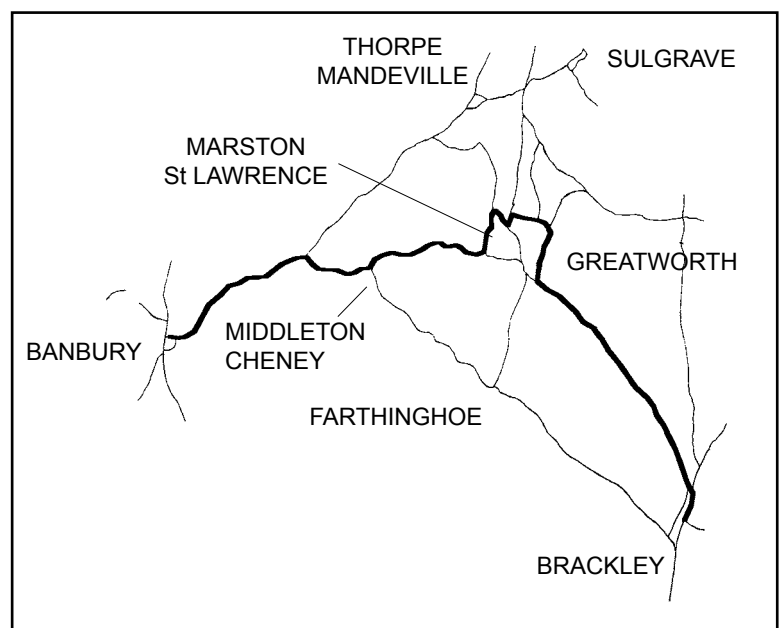 THORPE
MANDEVILLE
SULGRAVE
MARSTON
St LAWRENCE
GREATWORTH
MIDDLETON
CHENEY
BANBURY
FARTHINGHOE
BRACKLEY